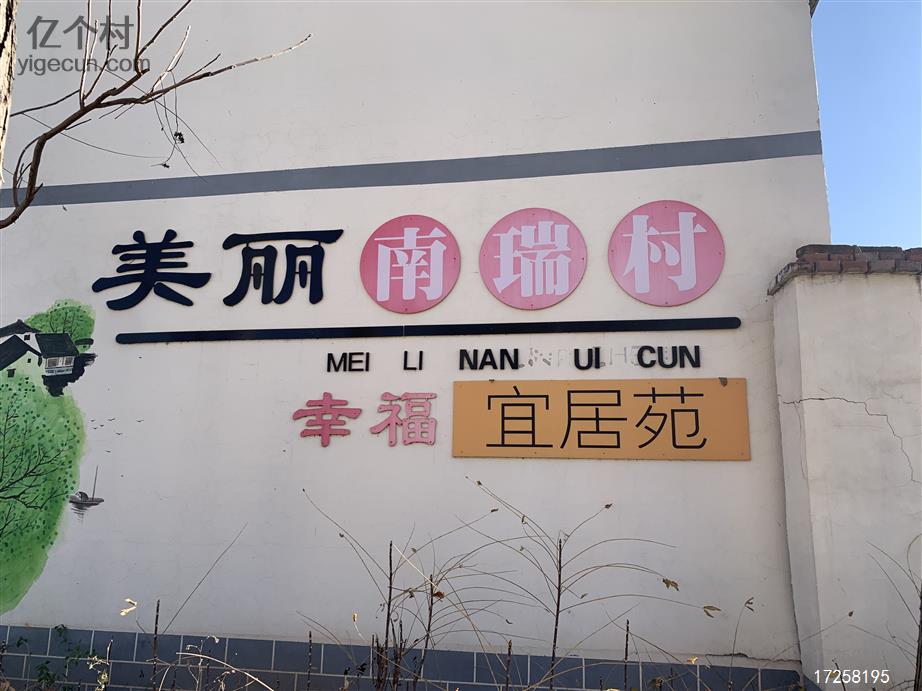 亿个村
yigecun.com
美丽南瑞村
MEI LI NAN UI CUN
幸福宜居苑
17258195